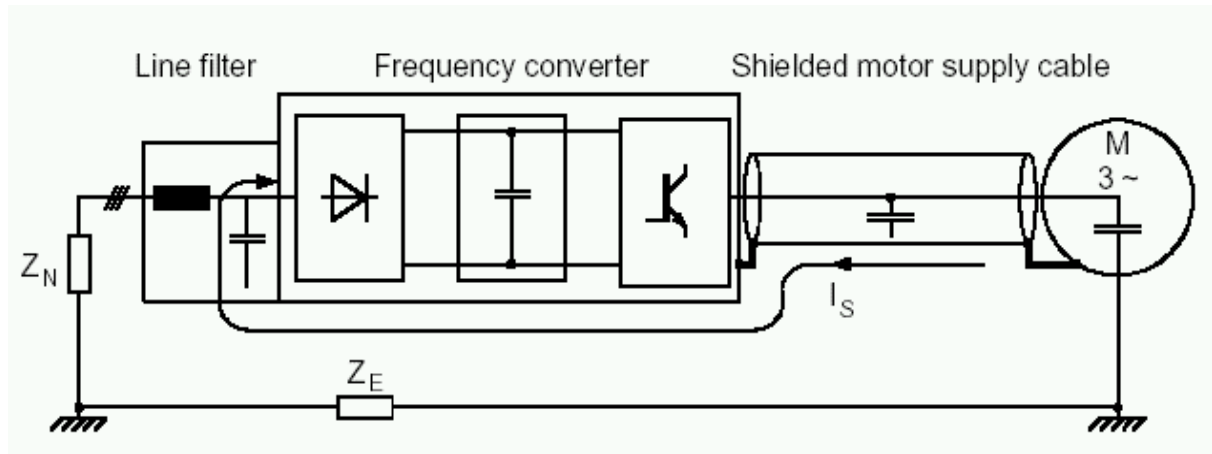 Line filter Frequency converter Shielded motor supply cable
M
3 ~
Z_N
I_S
Z_E